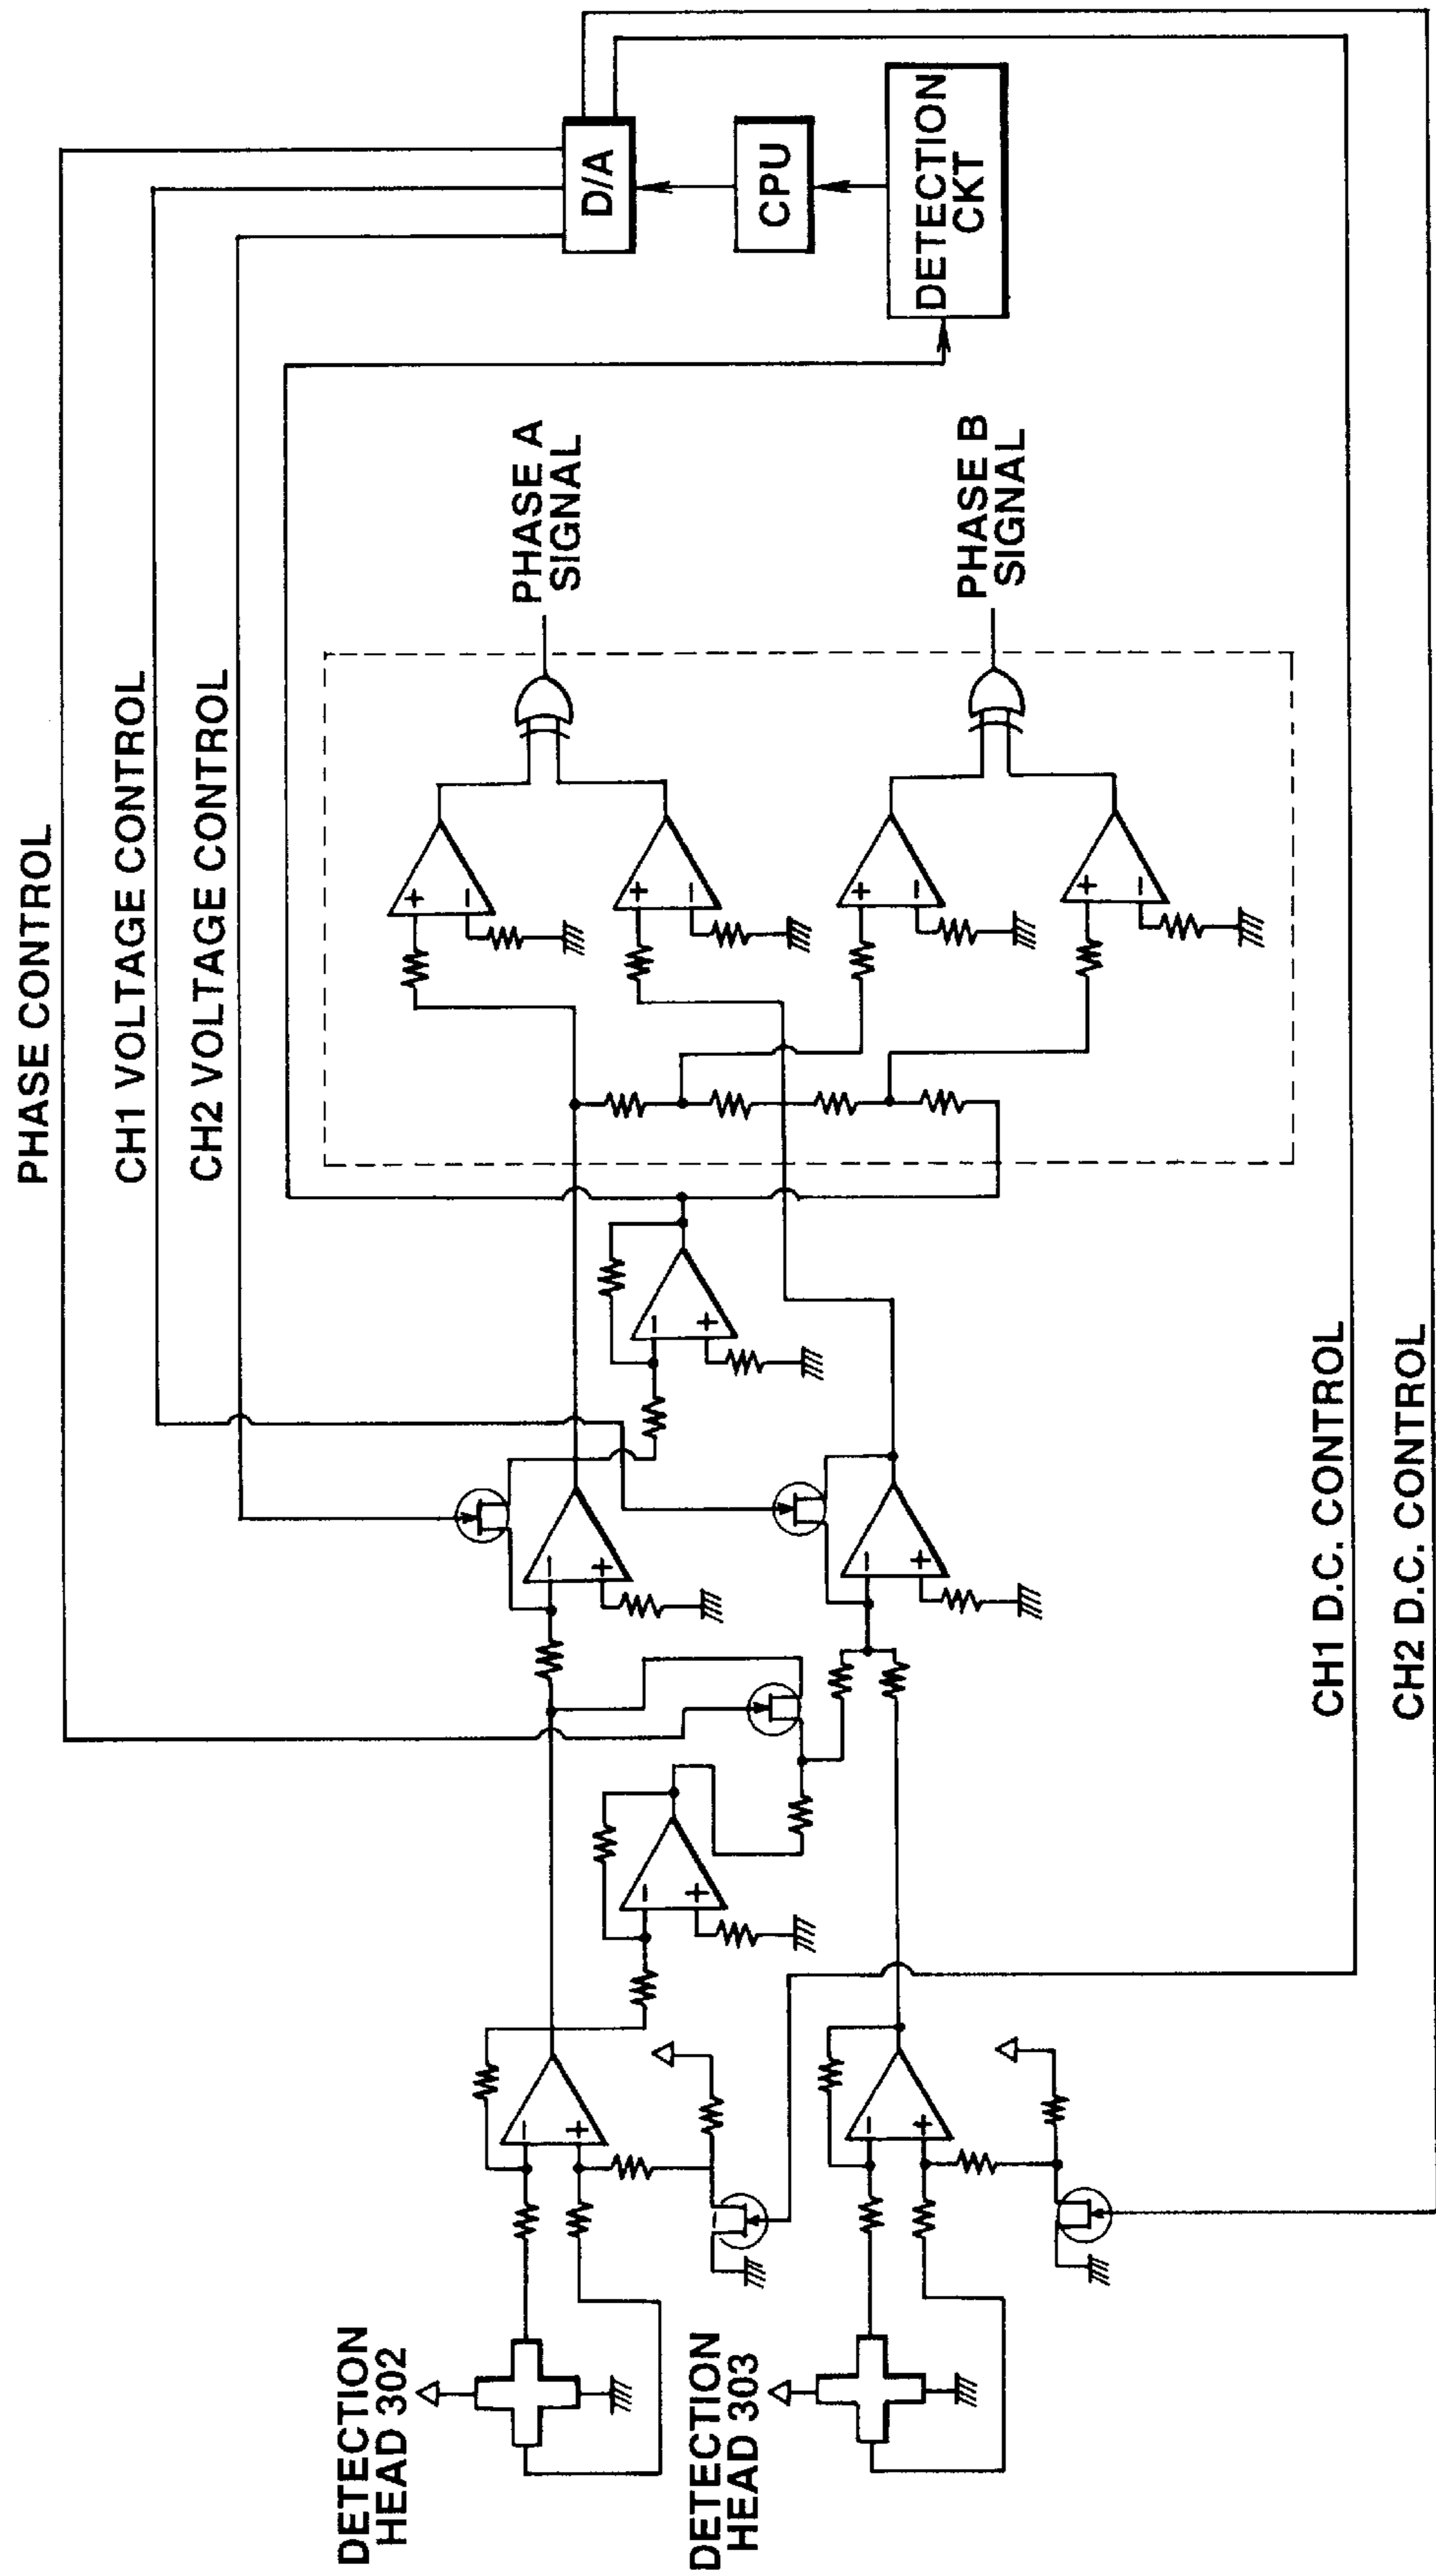 PHASE CONTROL
CH1 VOLTAGE CONTROL
CH2 VOLTAGE CONTROL
D/A
CPU
DETECTION
CKT
PHASE A
SIGNAL
PHASE B
SIGNAL
+
−
+
−
+
−
+
−
−
+
−
+
−
+
−
+
−
+
−
+
CH1 D.C. CONTROL
CH2 D.C. CONTROL
DETECTION
HEAD 302
DETECTION
HEAD 303